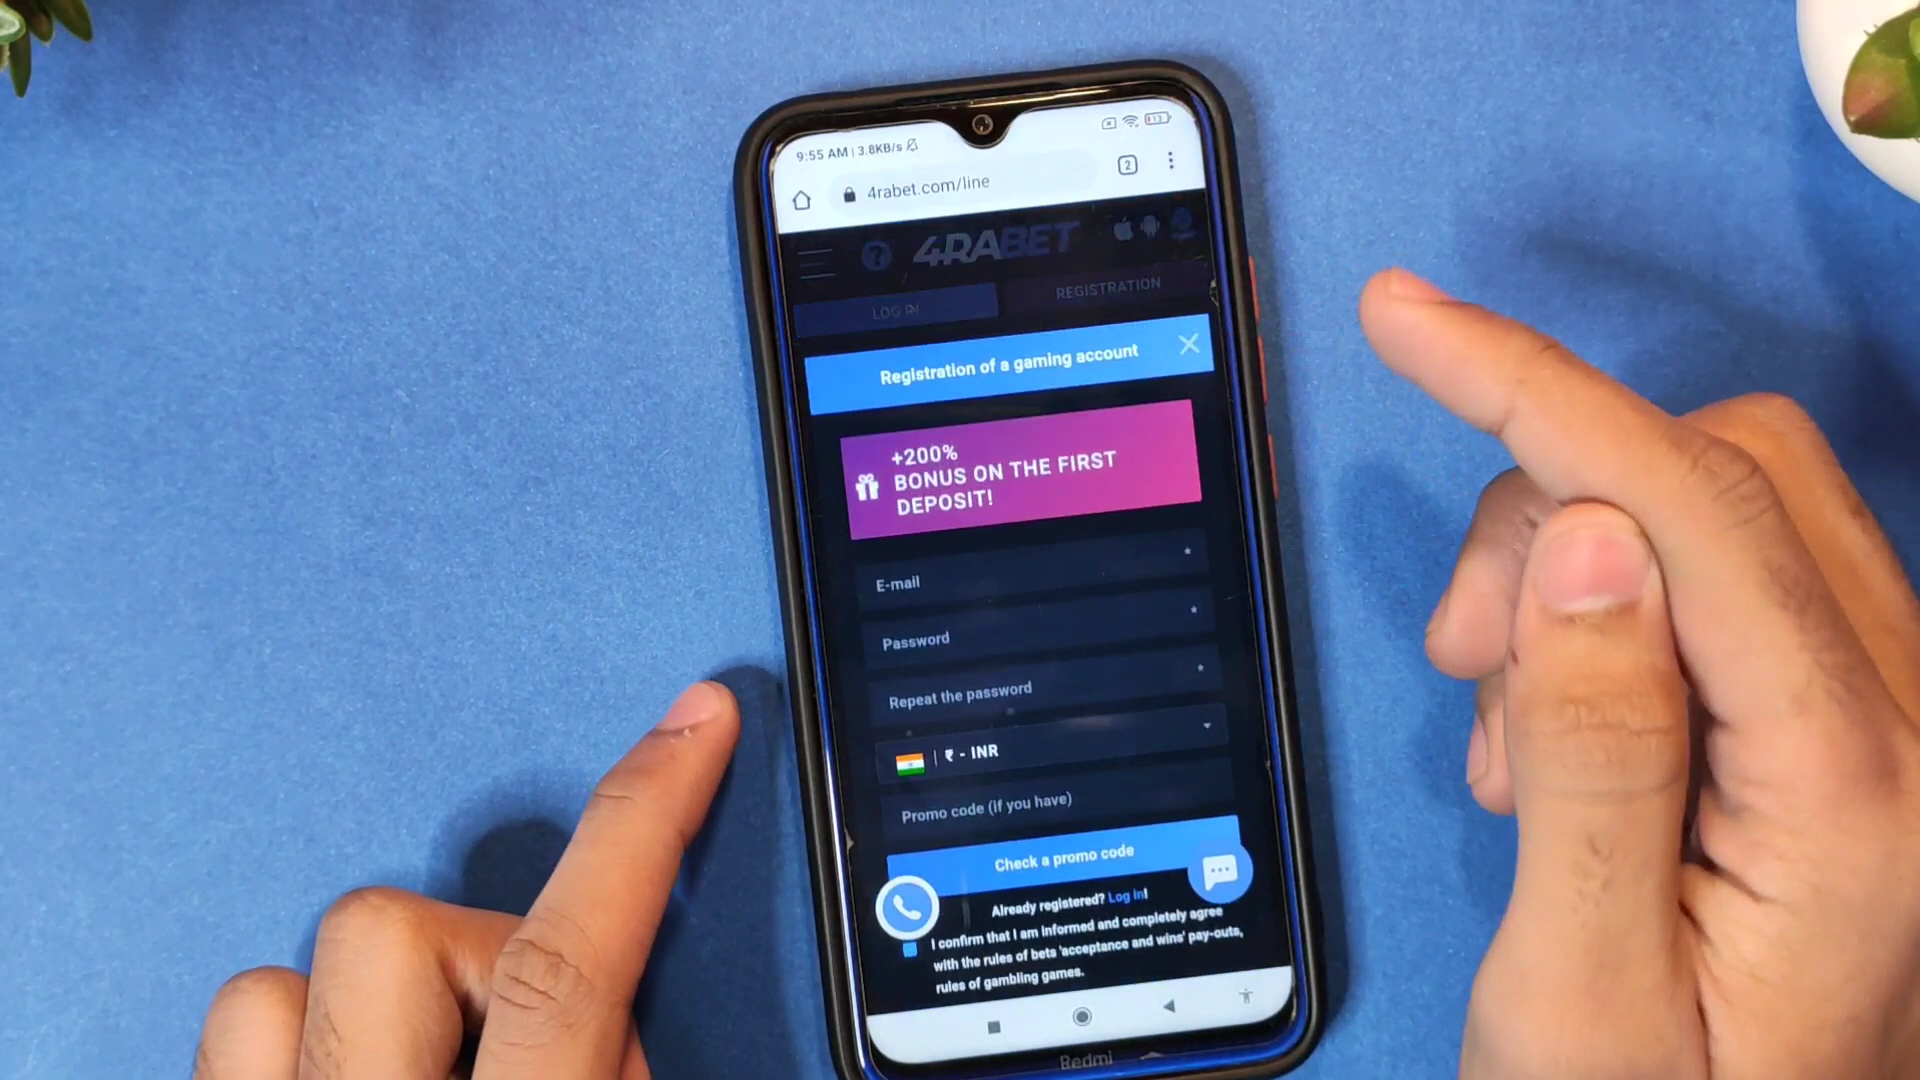 9:55 AM | 3.8KB/s
13
4rabet.com/line
2
4RABET
LOG IN
REGISTRATION
Registration of a gaming account
+200%
BONUS ON THE FIRST
DEPOSIT!
E-mail *
Password *
Repeat the password *
₹ - INR
Promo code (if you have)
Check a promo code
Already registered? Log in!
I confirm that I am informed and completely agree
with the rules of bets 'acceptance and wins' pay-outs,
rules of gambling games.
Redmi